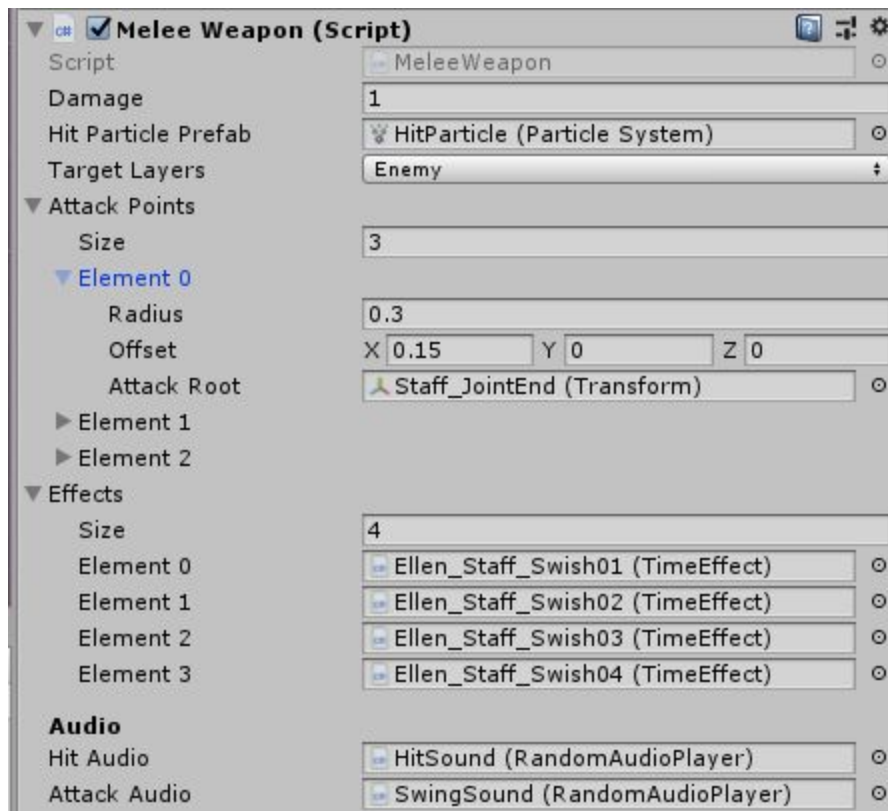 Melee Weapon (Script)
Script MeleeWeapon
Damage 1
Hit Particle Prefab HitParticle (Particle System)
Target Layers Enemy
Attack Points
Size 3
Element 0
Radius 0.3
Offset X 0.15 Y 0 Z 0
Attack Root Staff_JointEnd (Transform)
Element 1
Element 2
Effects
Size 4
Element 0 Ellen_Staff_Swish01 (TimeEffect)
Element 1 Ellen_Staff_Swish02 (TimeEffect)
Element 2 Ellen_Staff_Swish03 (TimeEffect)
Element 3 Ellen_Staff_Swish04 (TimeEffect)
Audio
Hit Audio HitSound (RandomAudioPlayer)
Attack Audio SwingSound (RandomAudioPlayer)